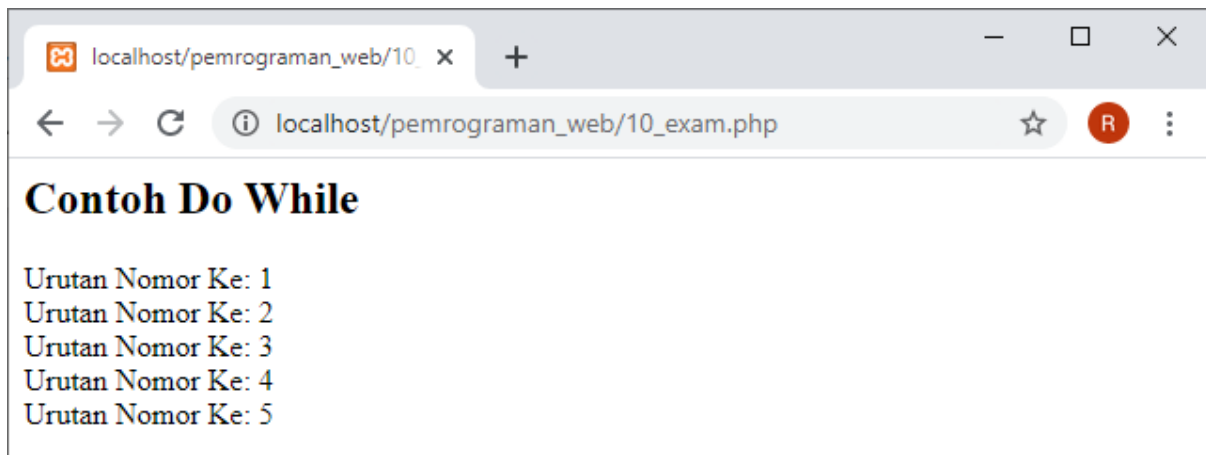 localhost/pemrograman_web/10_
localhost/pemrograman_web/10_exam.php
R
Contoh Do While
Urutan Nomor Ke: 1
Urutan Nomor Ke: 2
Urutan Nomor Ke: 3
Urutan Nomor Ke: 4
Urutan Nomor Ke: 5